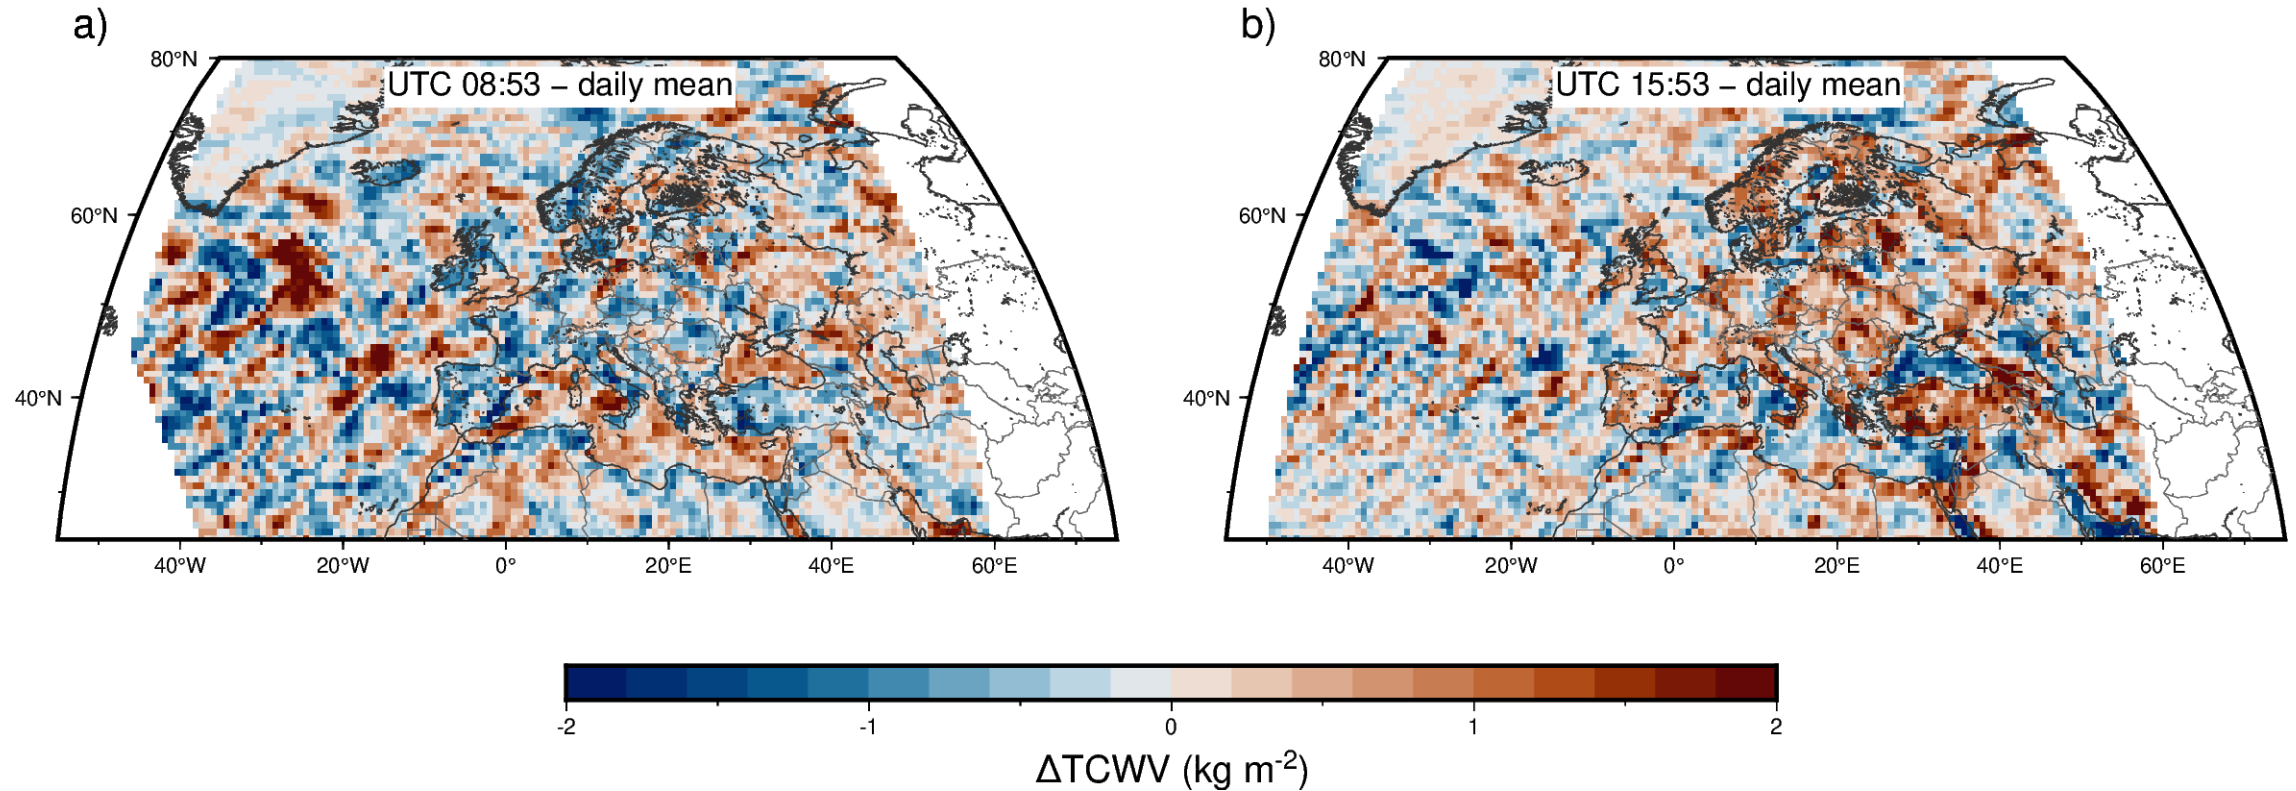 a)
b)
80°N
UTC 08:53 – daily mean
80°N
UTC 15:53 – daily mean
60°N
60°N
40°N
40°N
40°W 20°W 0° 20°E 40°E 60°E
40°W 20°W 0° 20°E 40°E 60°E
-2 -1 0 1 2
ΔTCWV (kg m⁻²)